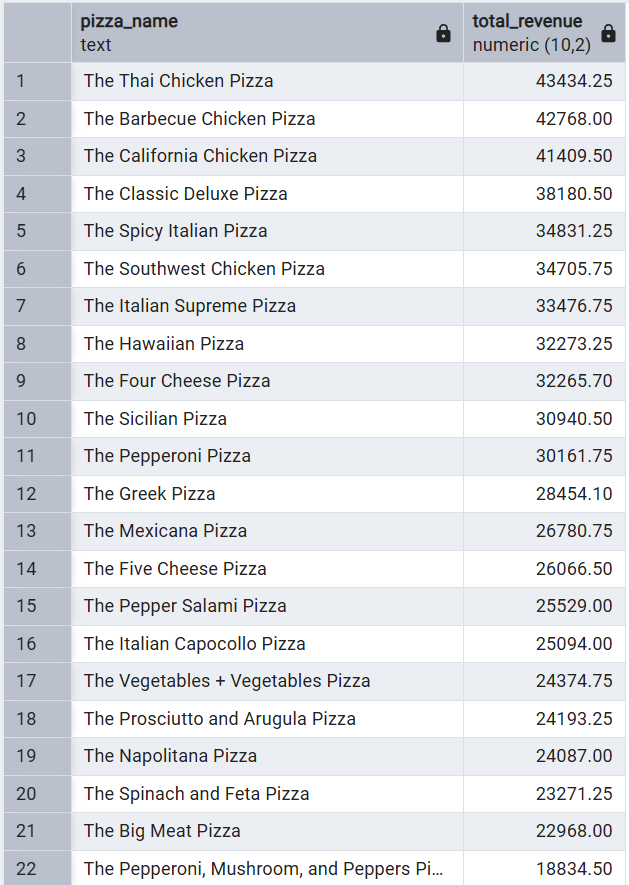 pizza_name total_revenue
text numeric (10,2)
1 The Thai Chicken Pizza 43434.25
2 The Barbecue Chicken Pizza 42768.00
3 The California Chicken Pizza 41409.50
4 The Classic Deluxe Pizza 38180.50
5 The Spicy Italian Pizza 34831.25
6 The Southwest Chicken Pizza 34705.75
7 The Italian Supreme Pizza 33476.75
8 The Hawaiian Pizza 32273.25
9 The Four Cheese Pizza 32265.70
10 The Sicilian Pizza 30940.50
11 The Pepperoni Pizza 30161.75
12 The Greek Pizza 28454.10
13 The Mexicana Pizza 26780.75
14 The Five Cheese Pizza 26066.50
15 The Pepper Salami Pizza 25529.00
16 The Italian Capocollo Pizza 25094.00
17 The Vegetables + Vegetables Pizza 24374.75
18 The Prosciutto and Arugula Pizza 24193.25
19 The Napolitana Pizza 24087.00
20 The Spinach and Feta Pizza 23271.25
21 The Big Meat Pizza 22968.00
22 The Pepperoni, Mushroom, and Peppers Pi... 18834.50